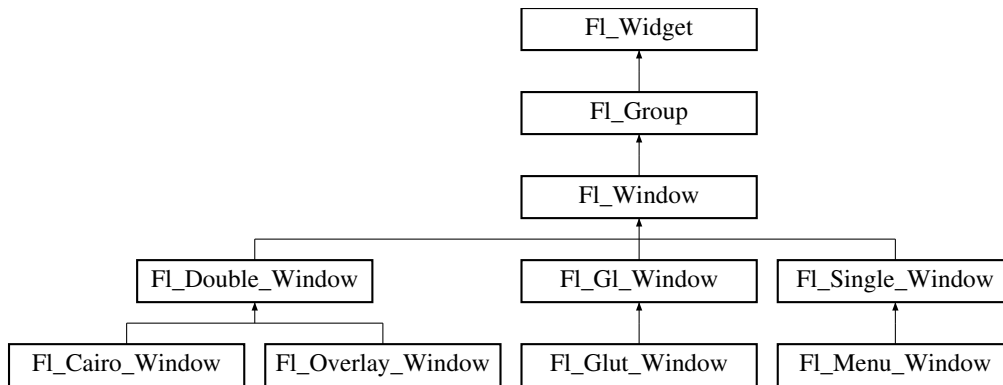 Fl_Widget
Fl_Group
Fl_Window
Fl_Double_Window
Fl_Gl_Window
Fl_Single_Window
Fl_Cairo_Window
Fl_Overlay_Window
Fl_Glut_Window
Fl_Menu_Window